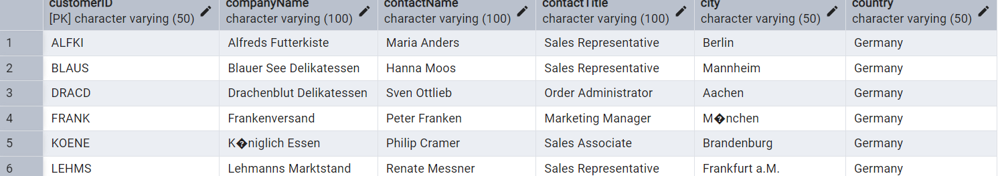 customerID companyName contactName contactTitle city country
[PK] character varying (50) character varying (100) character varying (100) character varying (100) character varying (50) character varying (50)
1 ALFKI Alfreds Futterkiste Maria Anders Sales Representative Berlin Germany
2 BLAUS Blauer See Delikatessen Hanna Moos Sales Representative Mannheim Germany
3 DRACD Drachenblut Delikatessen Sven Ottlieb Order Administrator Aachen Germany
4 FRANK Frankenversand Peter Franken Marketing Manager M�nchen Germany
5 KOENE K�niglich Essen Philip Cramer Sales Associate Brandenburg Germany
6 LEHMS Lehmanns Marktstand Renate Messner Sales Representative Frankfurt a.M. Germany